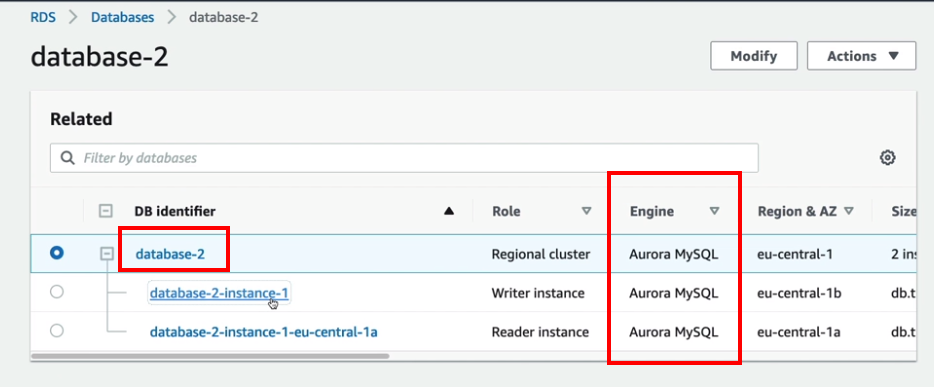 RDS > Databases > database-2
database-2
Modify
Actions
Related
Filter by databases
DB identifier Role Engine Region & AZ Size
database-2 Regional cluster Aurora MySQL eu-central-1 2 ins
database-2-instance-1 Writer instance Aurora MySQL eu-central-1b db.t
database-2-instance-1-eu-central-1a Reader instance Aurora MySQL eu-central-1a db.t